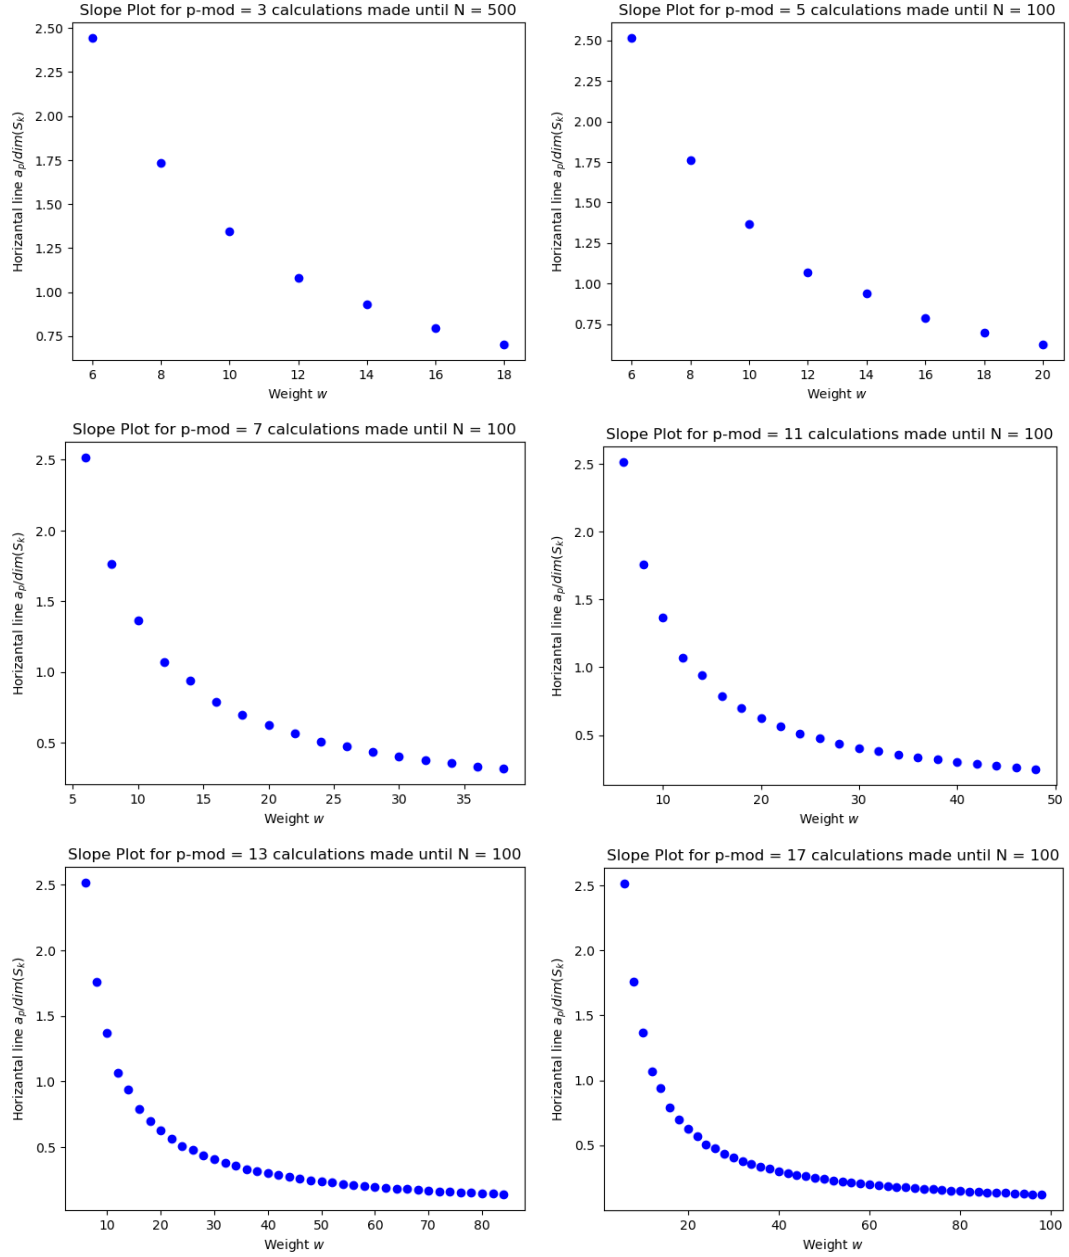 Slope Plot for p-mod = 3 calculations made until N = 500
2.50
2.25
2.00
1.75
1.50
1.25
1.00
0.75
Horizantal line a_p/dim(S_k)
6 8 10 12 14 16 18
Weight w
Slope Plot for p-mod = 5 calculations made until N = 100
2.50
2.25
2.00
1.75
1.50
1.25
1.00
0.75
Horizantal line a_p/dim(S_k)
6 8 10 12 14 16 18 20
Weight w
Slope Plot for p-mod = 7 calculations made until N = 100
2.5
2.0
1.5
1.0
0.5
Horizantal line a_p/dim(S_k)
5 10 15 20 25 30 35
Weight w
Slope Plot for p-mod = 11 calculations made until N = 100
2.5
2.0
1.5
1.0
0.5
Horizantal line a_p/dim(S_k)
10 20 30 40 50
Weight w
Slope Plot for p-mod = 13 calculations made until N = 100
2.5
2.0
1.5
1.0
0.5
Horizantal line a_p/dim(S_k)
10 20 30 40 50 60 70 80
Weight w
Slope Plot for p-mod = 17 calculations made until N = 100
2.5
2.0
1.5
1.0
0.5
Horizantal line a_p/dim(S_k)
20 40 60 80 100
Weight w